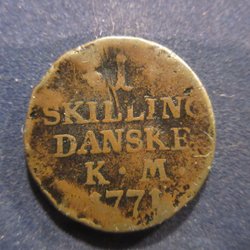 1
SKILLING
DANSKE
K · M
1771